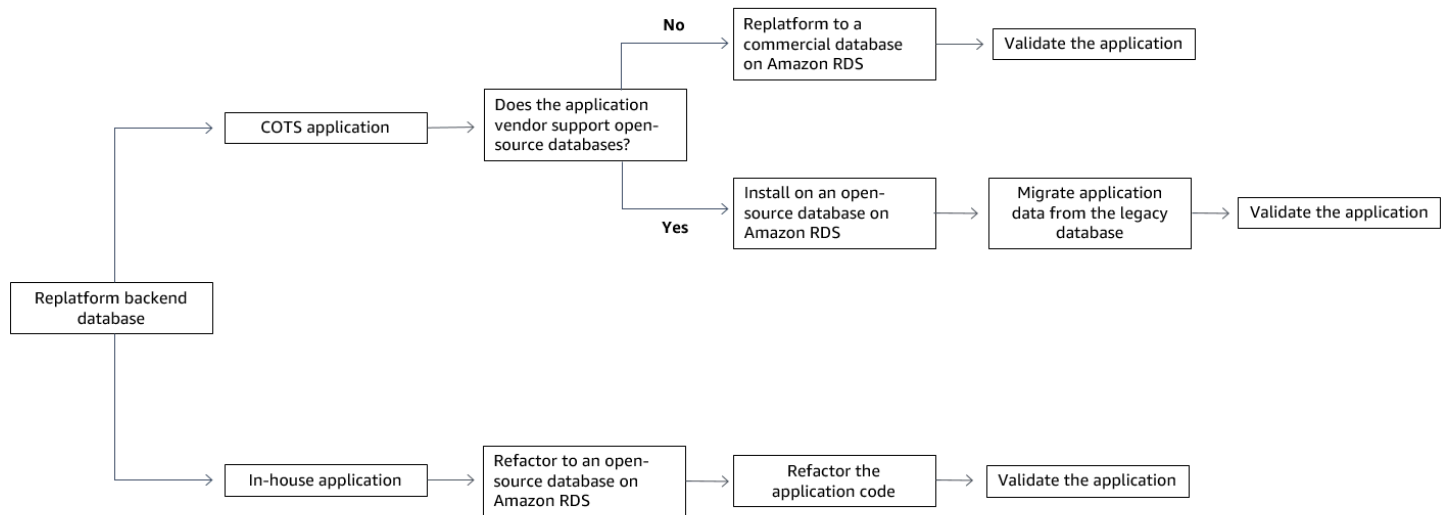 No
Replatform to a
commercial database
on Amazon RDS
Validate the application
COTS application
Does the application
vendor support open-
source databases?
Yes
Install on an open-
source database on
Amazon RDS
Migrate application
data from the legacy
database
Validate the application
Replatform backend
database
In-house application
Refactor to an open-
source database on
Amazon RDS
Refactor the
application code
Validate the application